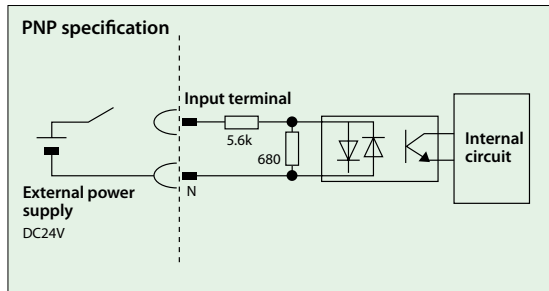 PNP specification
Input terminal
5.6k
680
Internal
circuit
N
External power
supply
DC24V